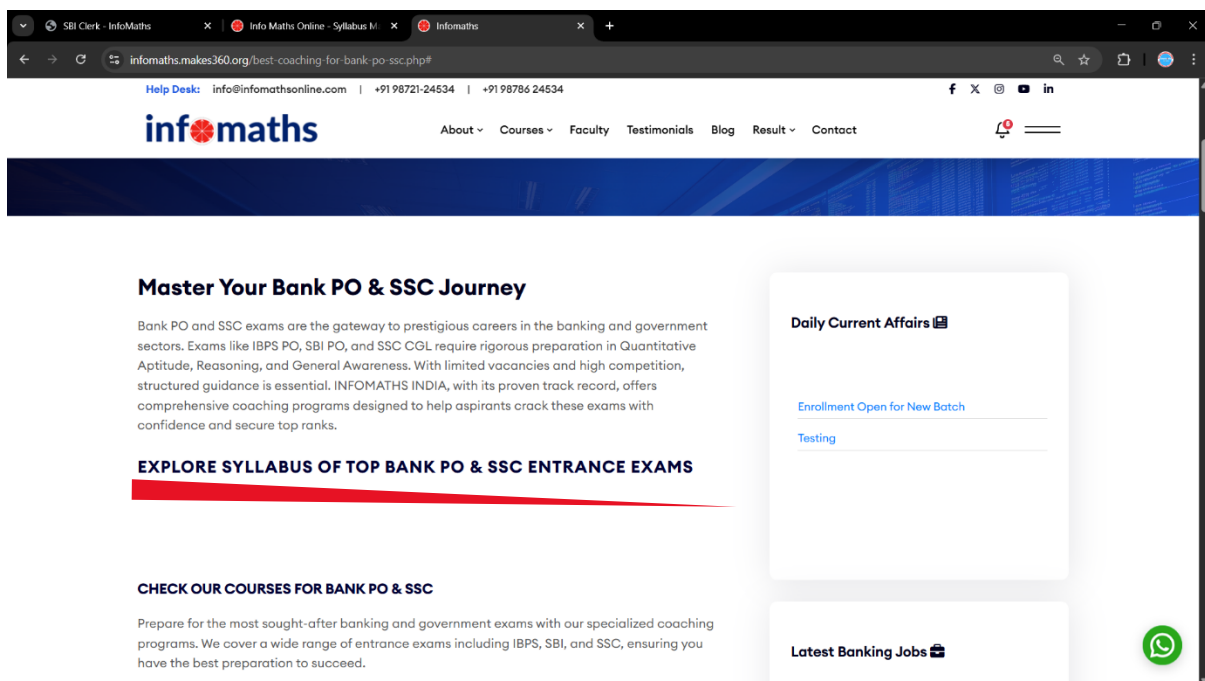 SBI Clerk - InfoMaths
Info Maths Online - Syllabus M
Infomaths
infomaths.makes360.org/best-coaching-for-bank-po-ssc.php#
Help Desk: info@infomathsonline.com | +91 98721-24534 | +91 98786 24534
infomaths
About Courses Faculty Testimonials Blog Result Contact
Master Your Bank PO & SSC Journey
Bank PO and SSC exams are the gateway to prestigious careers in the banking and government
sectors. Exams like IBPS PO, SBI PO, and SSC CGL require rigorous preparation in Quantitative
Aptitude, Reasoning, and General Awareness. With limited vacancies and high competition,
structured guidance is essential. INFOMATHS INDIA, with its proven track record, offers
comprehensive coaching programs designed to help aspirants crack these exams with
confidence and secure top ranks.
EXPLORE SYLLABUS OF TOP BANK PO & SSC ENTRANCE EXAMS
CHECK OUR COURSES FOR BANK PO & SSC
Prepare for the most sought-after banking and government exams with our specialized coaching
programs. We cover a wide range of entrance exams including IBPS, SBI, and SSC, ensuring you
have the best preparation to succeed.
Daily Current Affairs
Enrollment Open for New Batch
Testing
Latest Banking Jobs